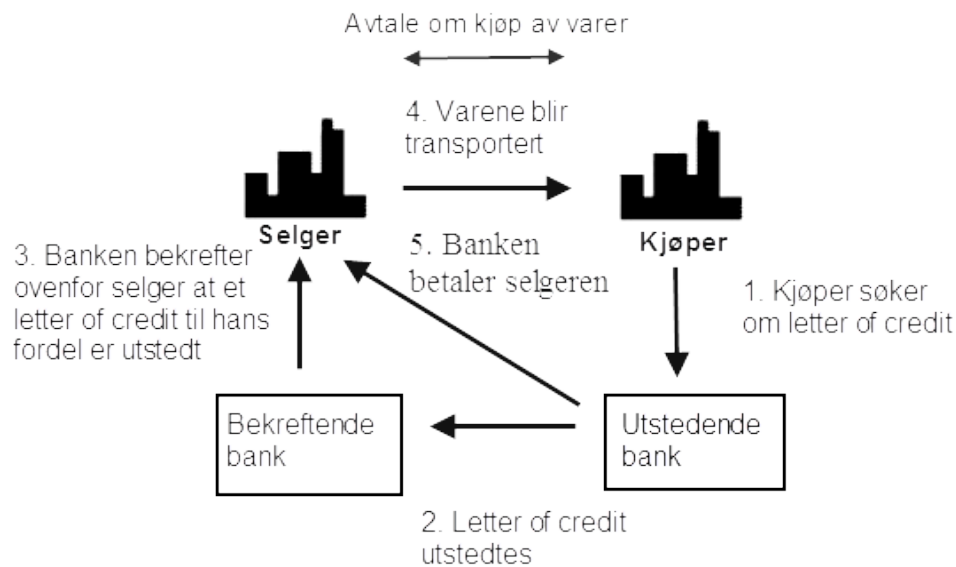 Avtale om kjøp av varer
4. Varene blir
transportert
Selger
Kjøper
3. Banken bekrefter
ovenfor selger at et
letter of credit til hans
fordel er utstedt
5. Banken
betaler selgeren
1. Kjøper søker
om letter of credit
Bekreftende
bank
Utstedende
bank
2. Letter of credit
utstedtes